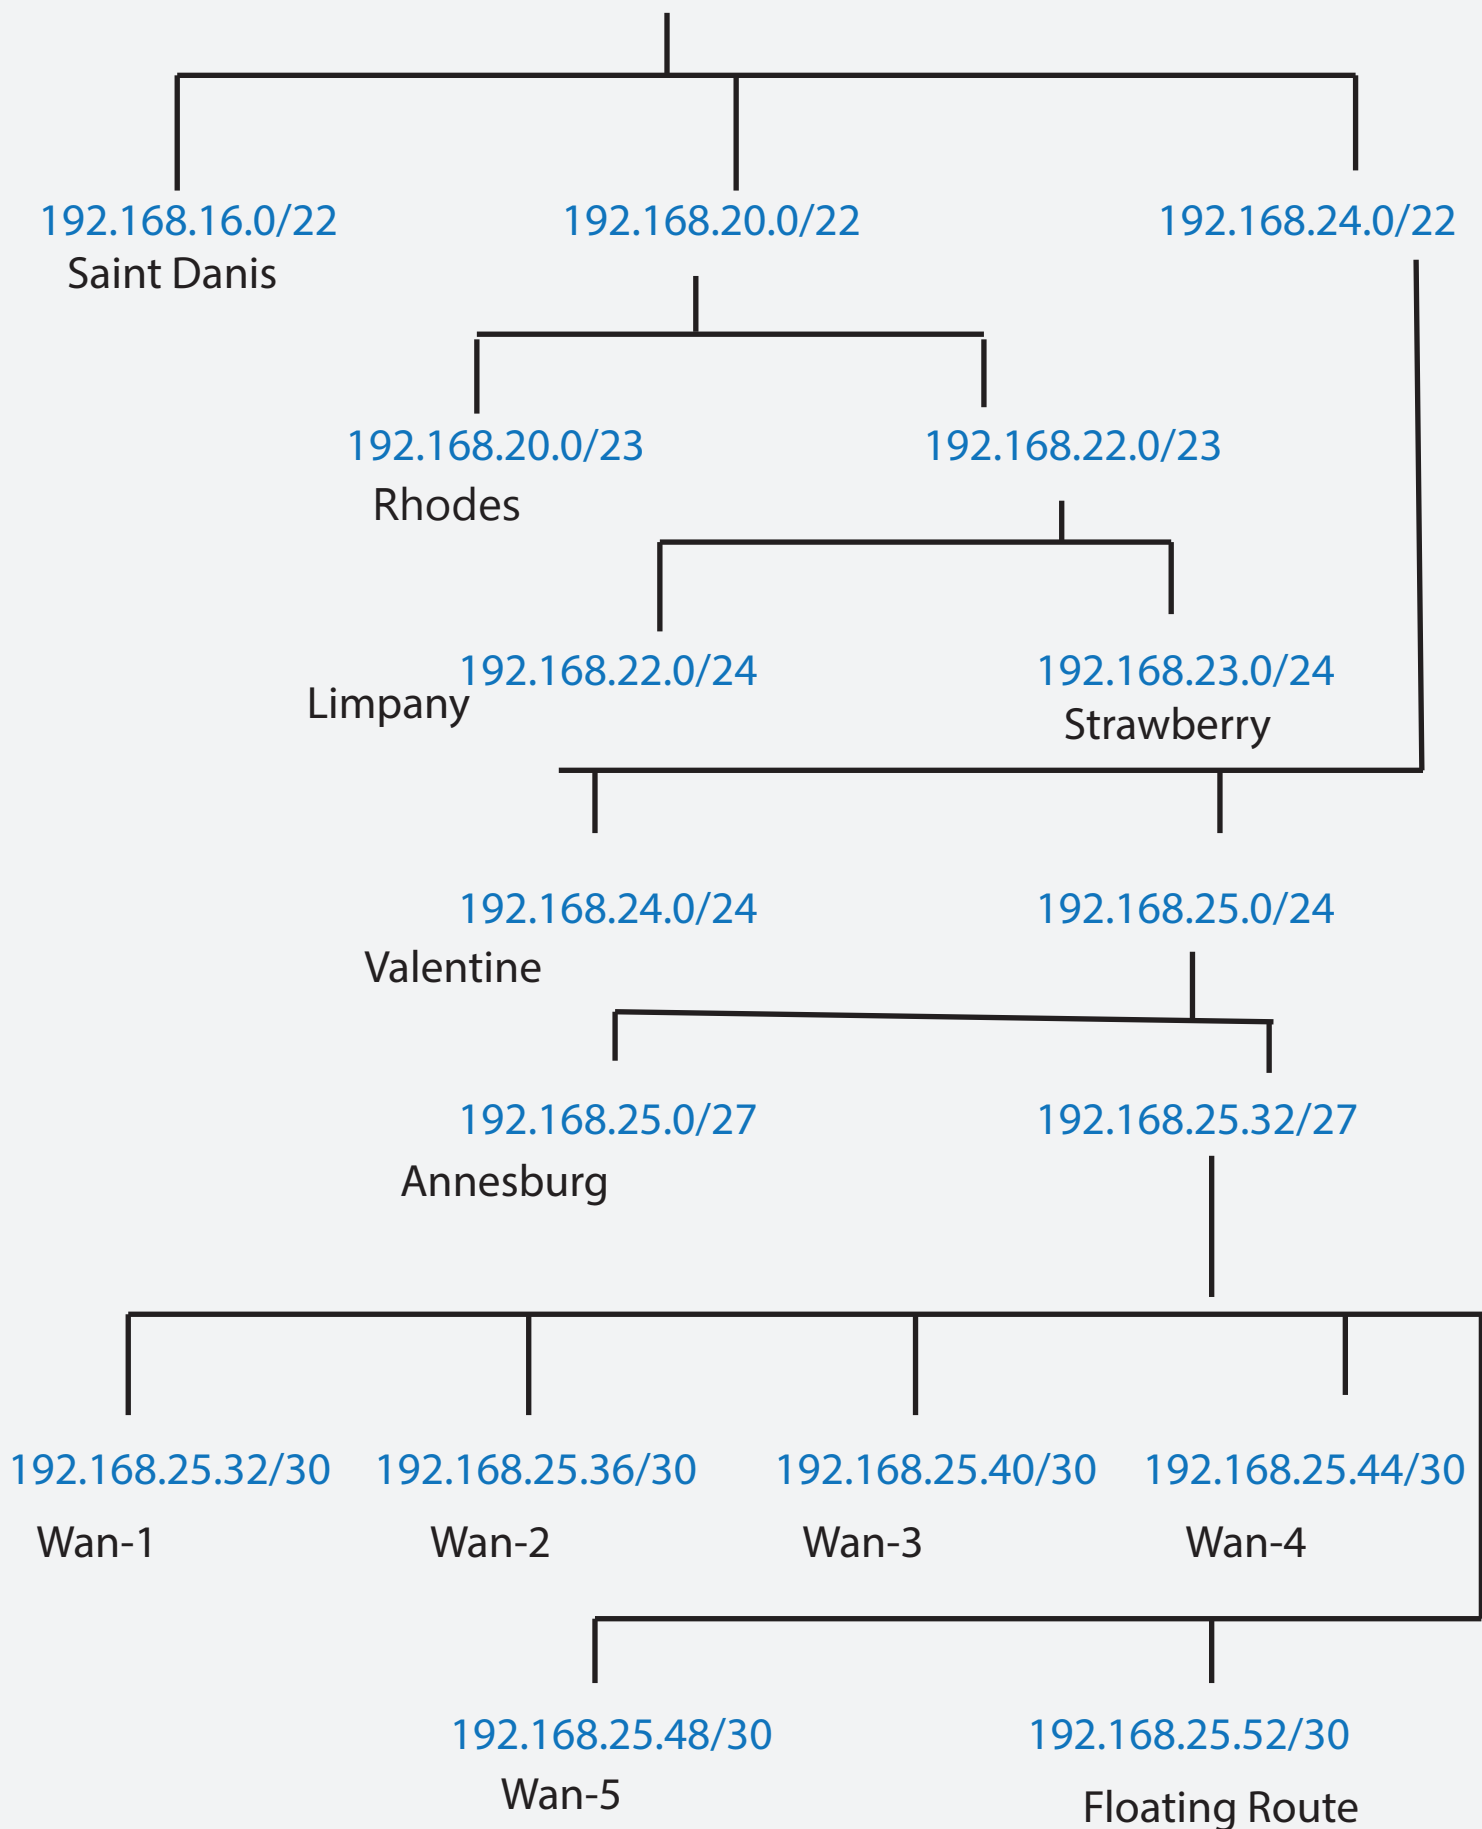 192.168.16.0/22
Saint Danis
192.168.20.0/22
192.168.24.0/22
192.168.20.0/23
Rhodes
192.168.22.0/23
192.168.22.0/24
Limpany
192.168.23.0/24
Strawberry
192.168.24.0/24
Valentine
192.168.25.0/24
192.168.25.0/27
Annesburg
192.168.25.32/27
192.168.25.32/30
Wan-1
192.168.25.36/30
Wan-2
192.168.25.40/30
Wan-3
192.168.25.44/30
Wan-4
192.168.25.48/30
Wan-5
192.168.25.52/30
Floating Route